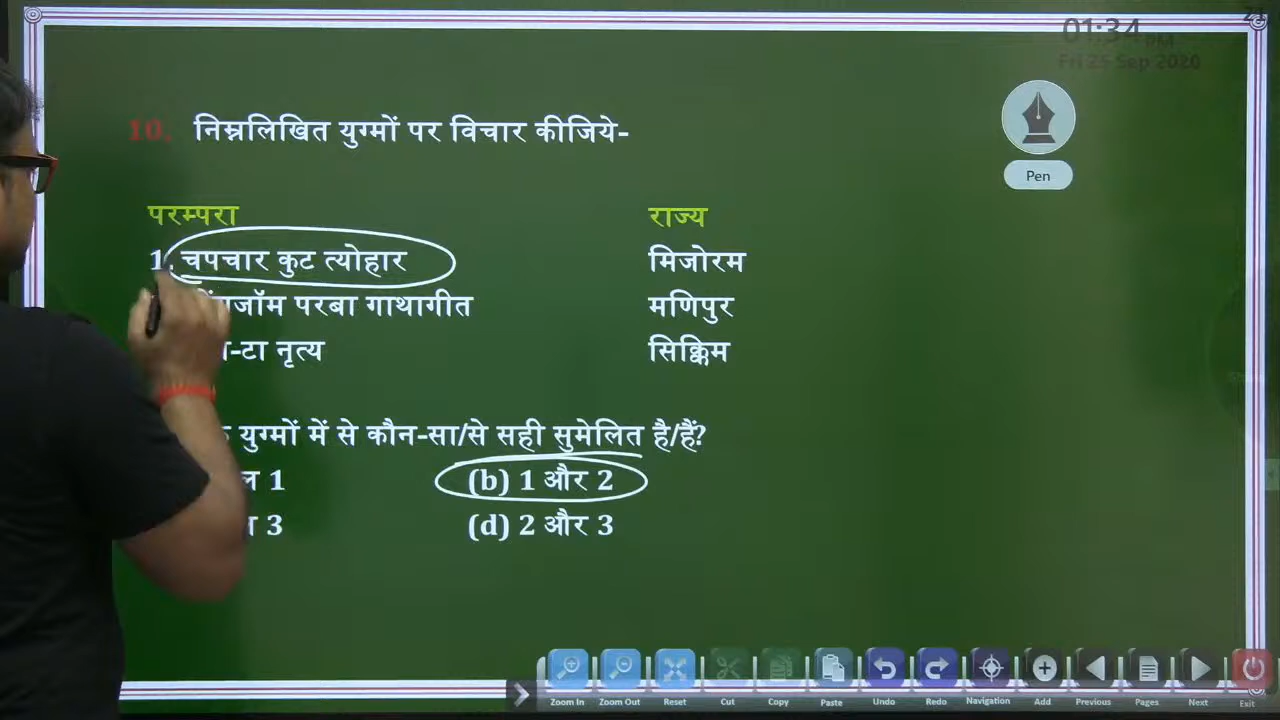 01:34 PM
Fri 25 Sep 2020
10. निम्नलिखित युग्मों पर विचार कीजिये-
Pen
परम्परा राज्य
1. चपचार कुट त्योहार मिजोरम
परबा गाथागीत मणिपुर
नृत्य सिक्किम
युग्मों में से कौन-सा/से सही सुमेलित है/हैं?
1 (b) 1 और 2
3 (d) 2 और 3
Zoom In Zoom Out Reset Cut Copy Paste Undo Redo Navigation Add Previous Pages Next Exit